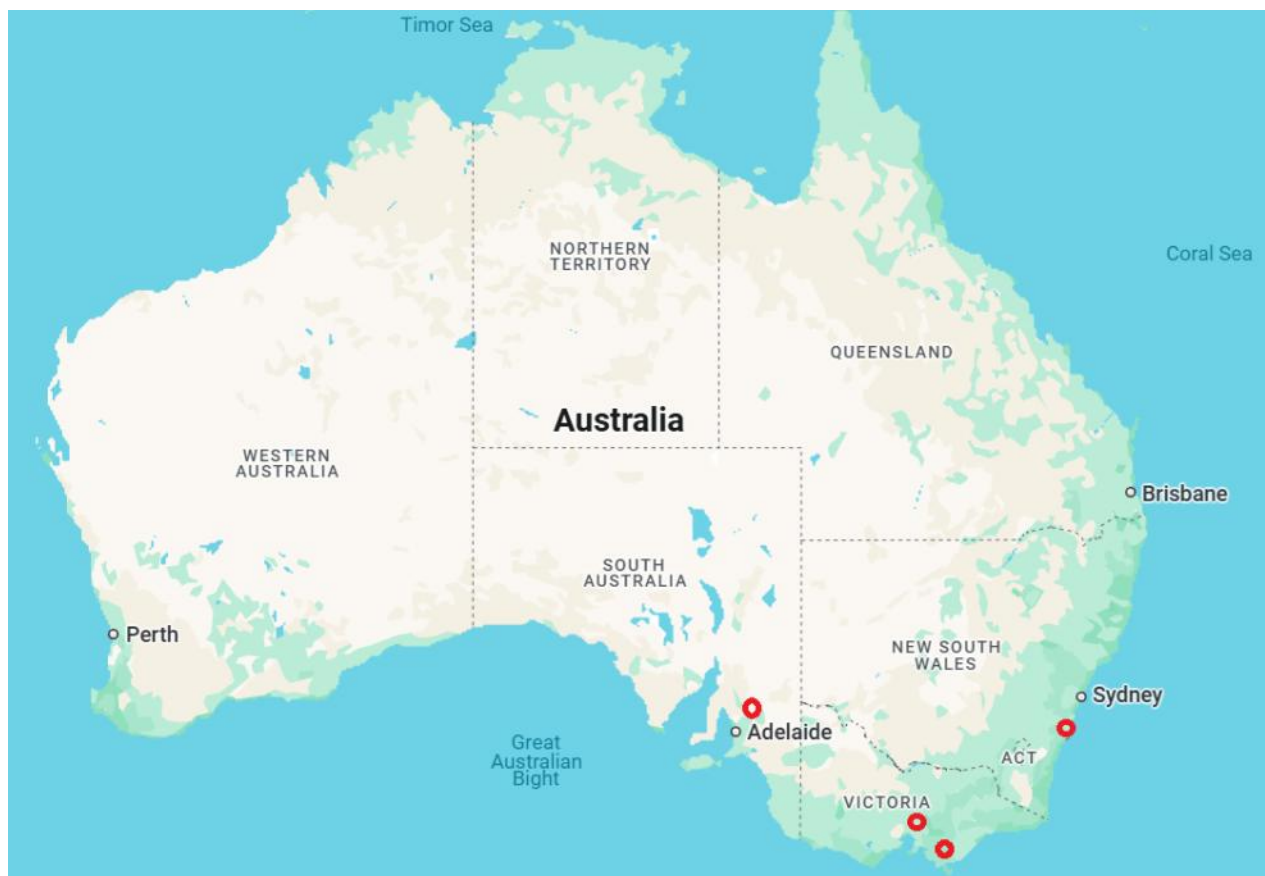 Timor Sea
NORTHERN
TERRITORY
Coral Sea
QUEENSLAND
Australia
WESTERN
AUSTRALIA
Brisbane
SOUTH
AUSTRALIA
Perth
NEW SOUTH
WALES
Sydney
Adelaide
Great
Australian
Bight
ACT
VICTORIA